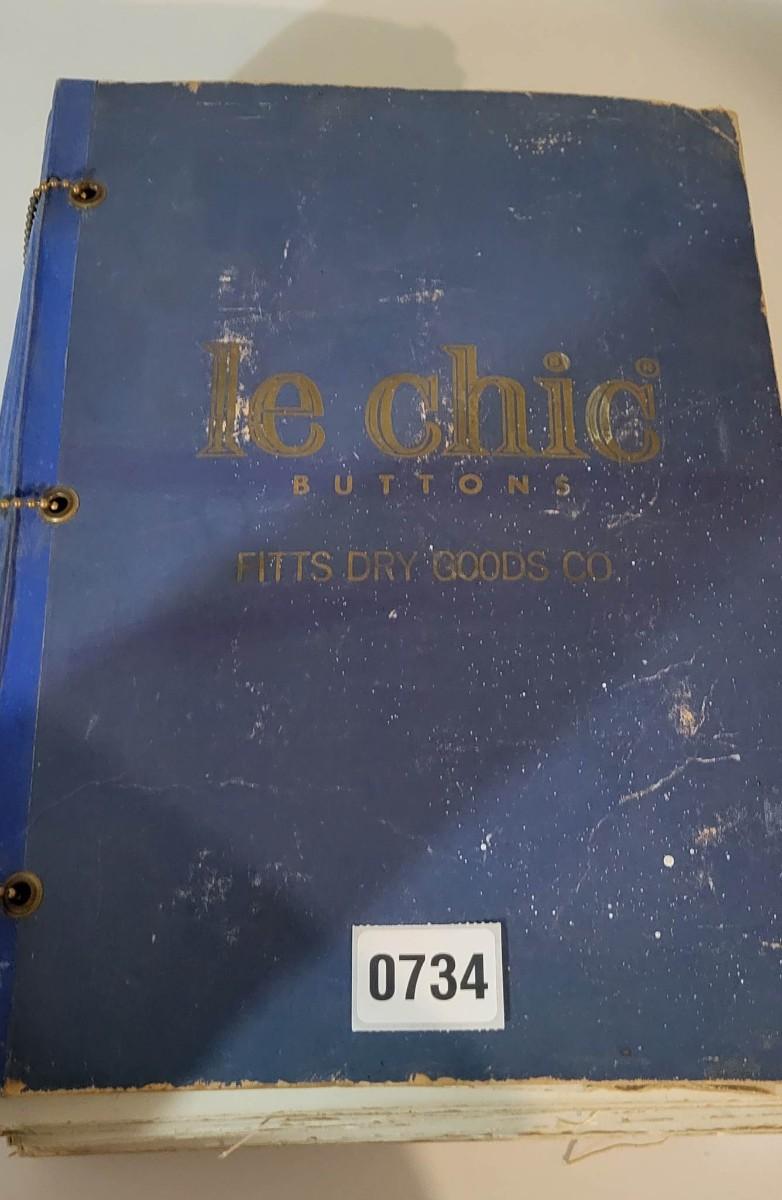 le chic®
BUTTONS
FITTS DRY GOODS CO
0734